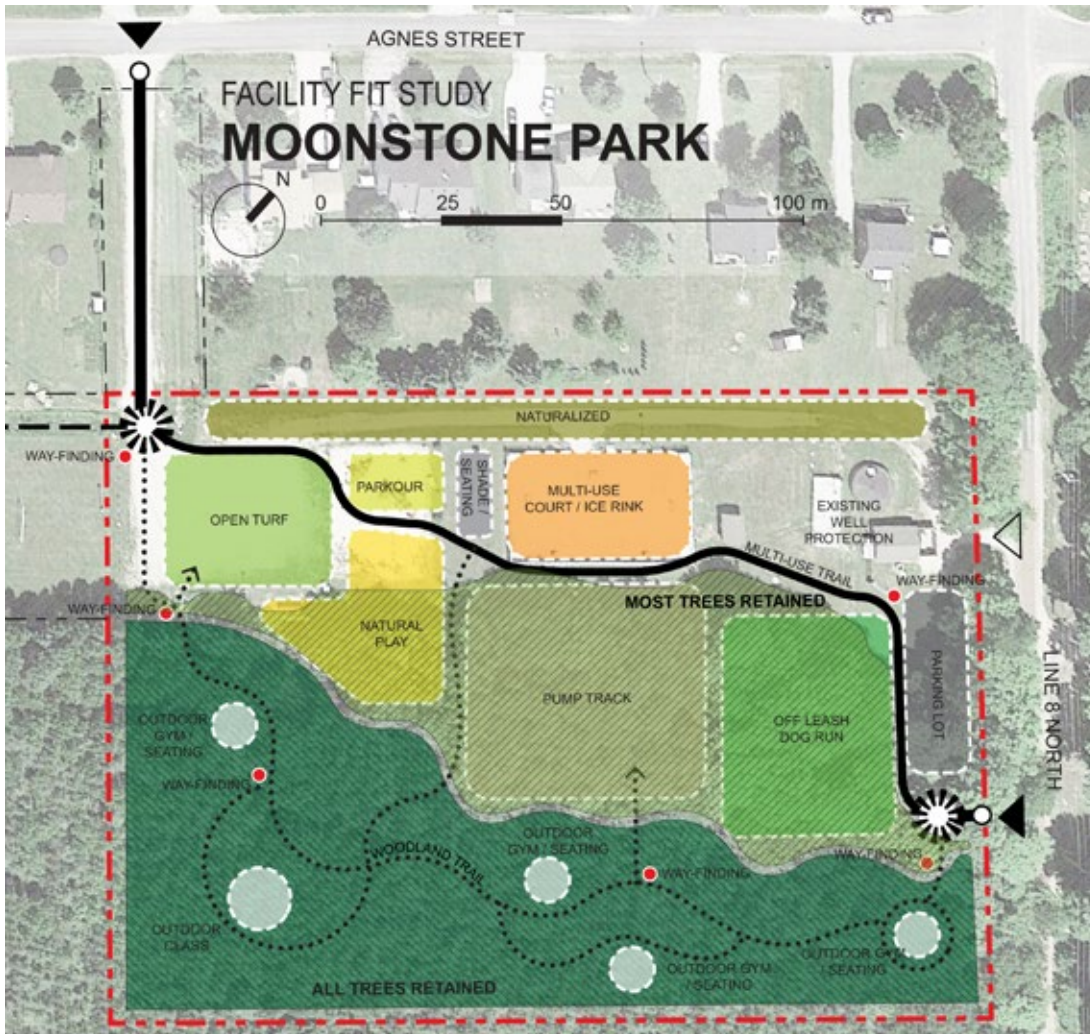 AGNES STREET
FACILITY FIT STUDY
MOONSTONE PARK
N
0 25 50 100 m
NATURALIZED
WAY-FINDING
OPEN TURF
PARKOUR
SHADE /
SEATING
MULTI-USE
COURT / ICE RINK
EXISTING
WELL
PROTECTION
MULTI-USE TRAIL
WAY-FINDING
WAY-FINDING
MOST TREES RETAINED
NATURAL
PLAY
PUMP TRACK
OFF LEASH
DOG RUN
PARKING LOT
LINE 8 NORTH
OUTDOOR
GYM /
SEATING
WAY-FINDING
WOODLAND TRAIL
OUTDOOR
GYM / SEATING
WAY-FINDING
WAY-FINDING
OUTDOOR
CLASS
OUTDOOR GYM
/ SEATING
OUTDOOR GYM
/ SEATING
ALL TREES RETAINED